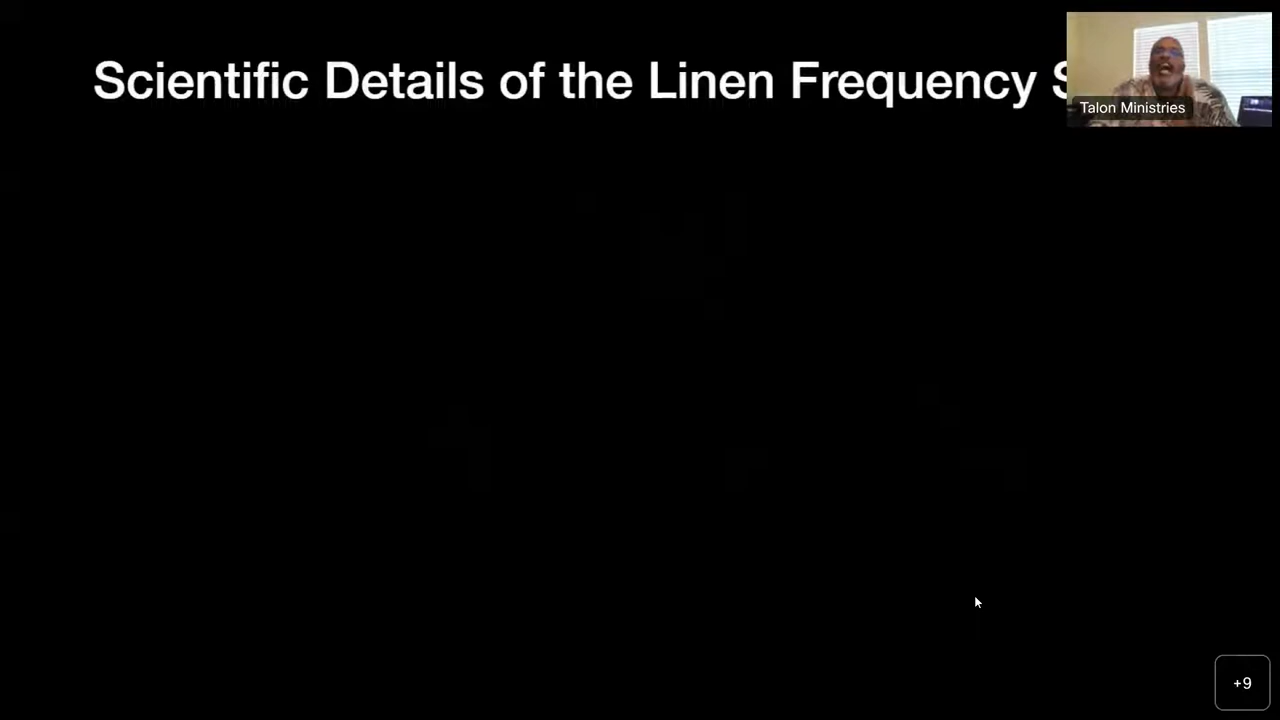 Scientific Details of the Linen Frequency S
Talon Ministries
+9